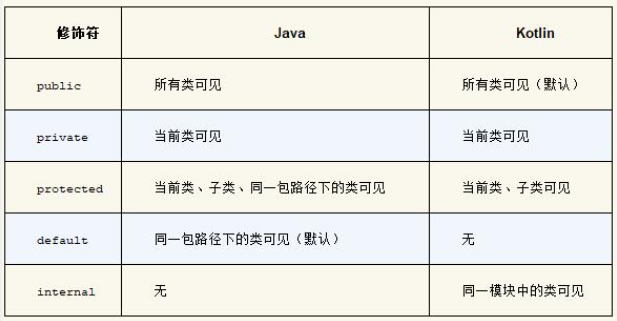 修饰符 Java Kotlin
public 所有类可见 所有类可见（默认）
private 当前类可见 当前类可见
protected 当前类、子类、同一包路径下的类可见 当前类、子类可见
default 同一包路径下的类可见（默认） 无
internal 无 同一模块中的类可见